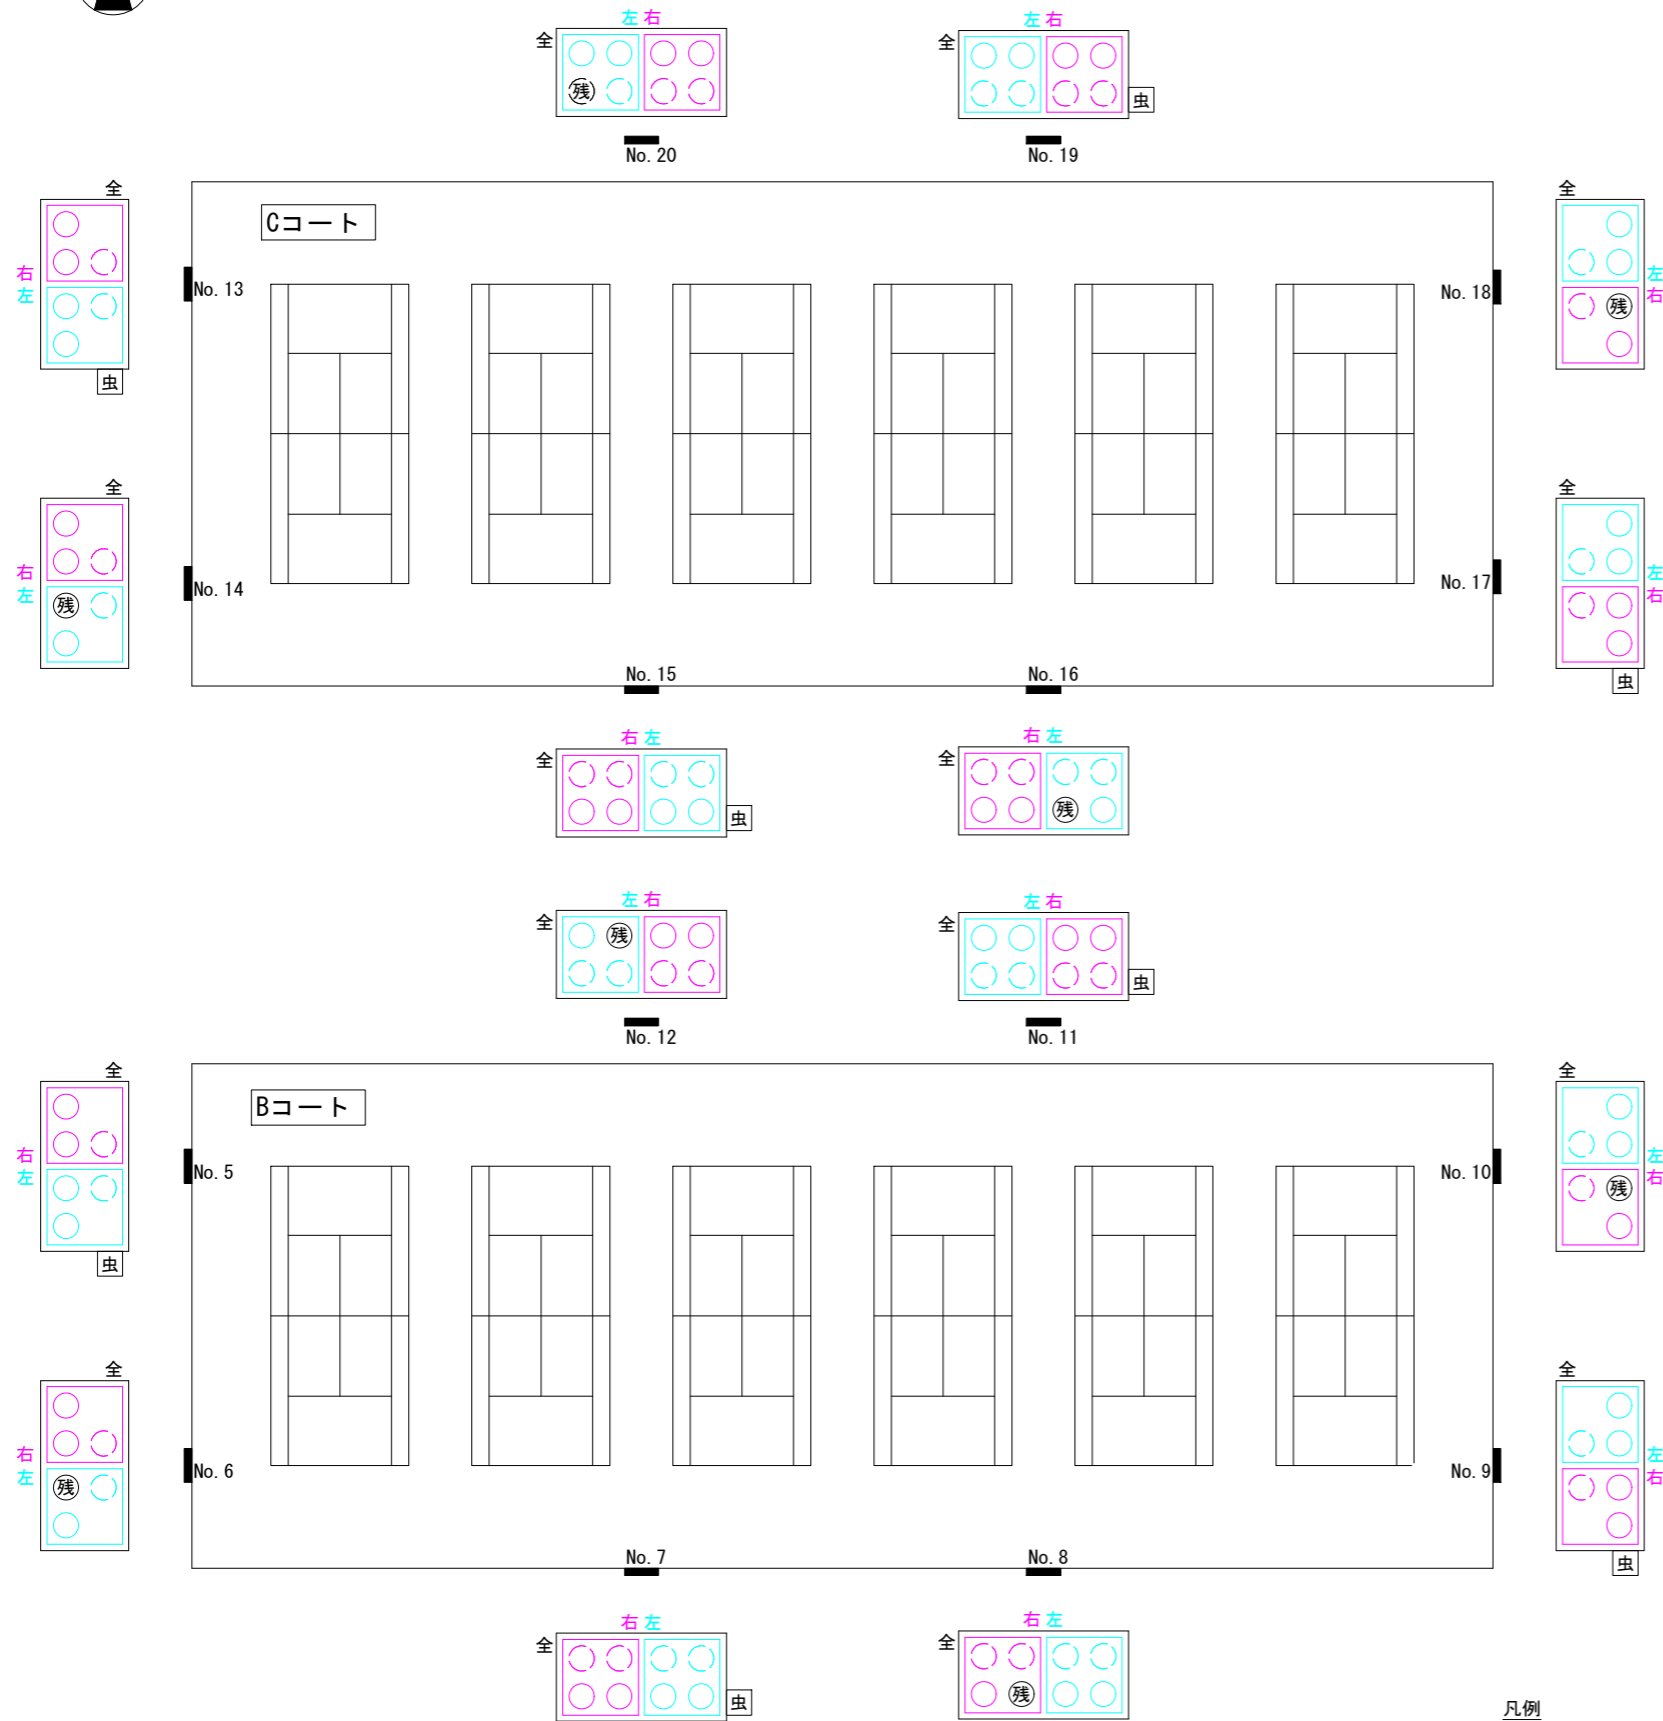 左 右
全
残
No. 20
左 右
全
虫
No. 19
全
右
左
虫
Cコート
No. 13
No. 18
全
左
右
残
全
右
左
残
No. 14
No. 17
全
左
右
虫
No. 15
No. 16
右 左
全
虫
右 左
全
残
左 右
全
残
No. 12
左 右
全
虫
No. 11
全
右
左
虫
Bコート
No. 5
No. 10
全
左
右
残
全
右
左
残
No. 6
No. 9
全
左
右
虫
No. 7
No. 8
右 左
全
虫
右 左
全
残
凡例